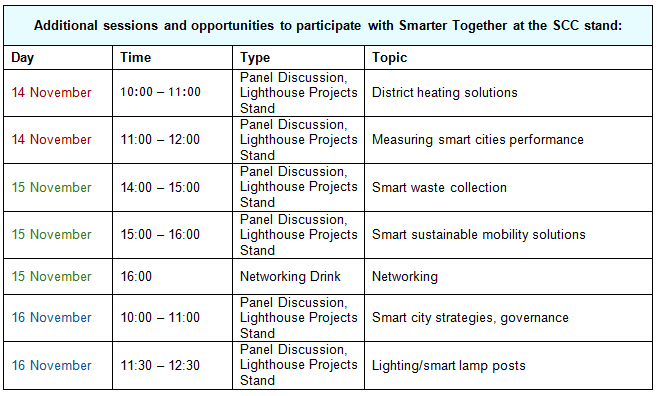 Additional sessions and opportunities to participate with Smarter Together at the SCC stand:
Day Time Type Topic
14 November 10:00 – 11:00 Panel Discussion, Lighthouse Projects Stand District heating solutions
14 November 11:00 – 12:00 Panel Discussion, Lighthouse Projects Stand Measuring smart cities performance
15 November 14:00 – 15:00 Panel Discussion, Lighthouse Projects Stand Smart waste collection
15 November 15:00 – 16:00 Panel Discussion, Lighthouse Projects Stand Smart sustainable mobility solutions
15 November 16:00 Networking Drink Networking
16 November 10:00 – 11:00 Panel Discussion, Lighthouse Projects Stand Smart city strategies, governance
16 November 11:30 – 12:30 Panel Discussion, Lighthouse Projects Stand Lighting/smart lamp posts